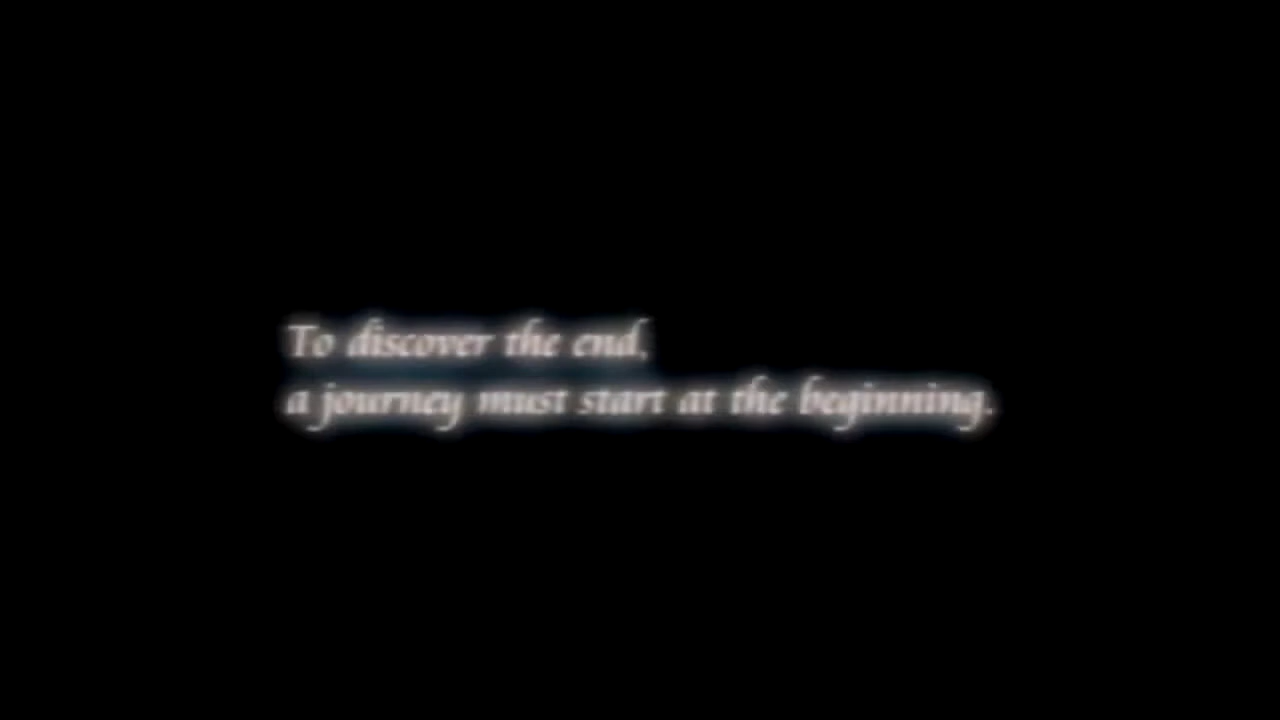 To discover the end,
a journey must start at the beginning.